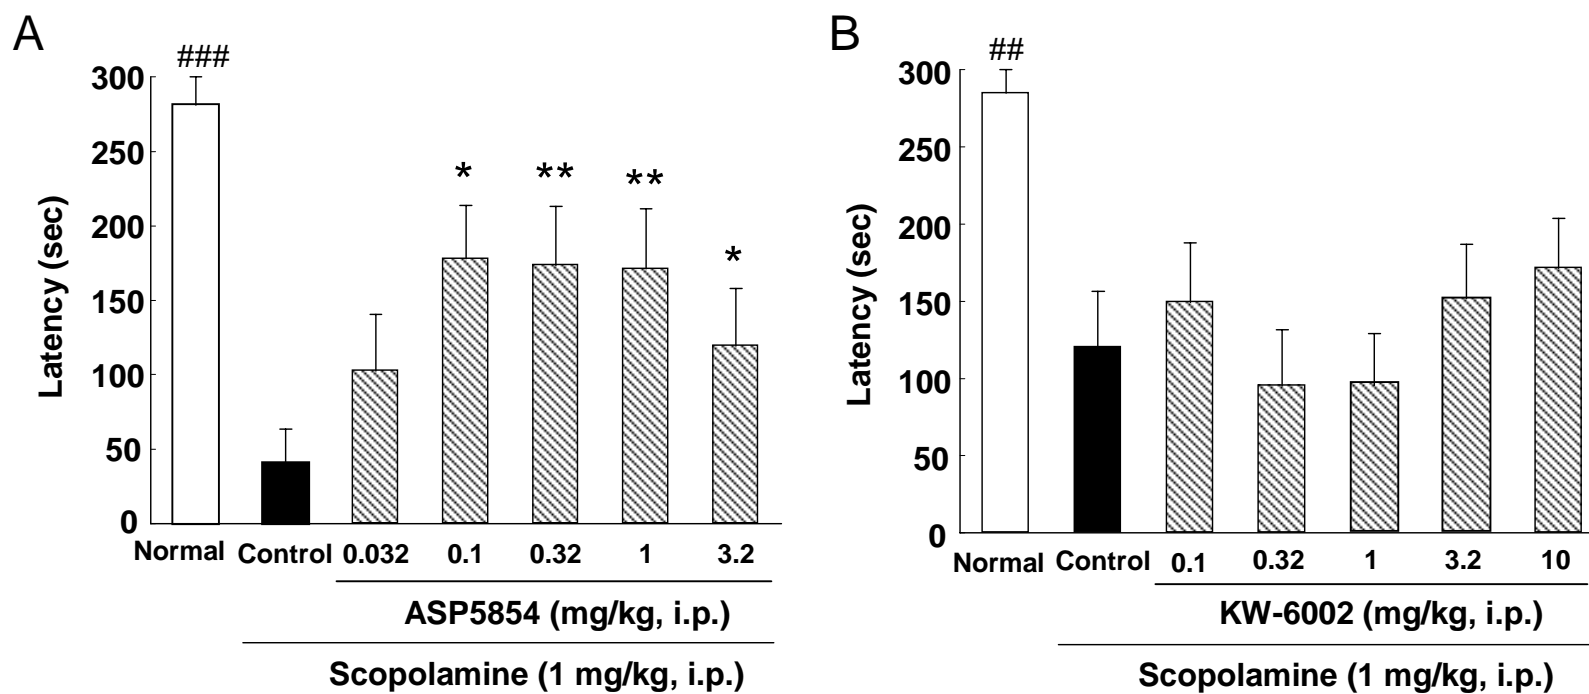 A
###
300
250
200
150
100
50
0
Latency (sec)
*
**
**
*
Normal Control 0.032 0.1 0.32 1 3.2
ASP5854 (mg/kg, i.p.)
Scopolamine (1 mg/kg, i.p.)
B
##
300
250
200
150
100
50
0
Latency (sec)
Normal Control 0.1 0.32 1 3.2 10
KW-6002 (mg/kg, i.p.)
Scopolamine (1 mg/kg, i.p.)